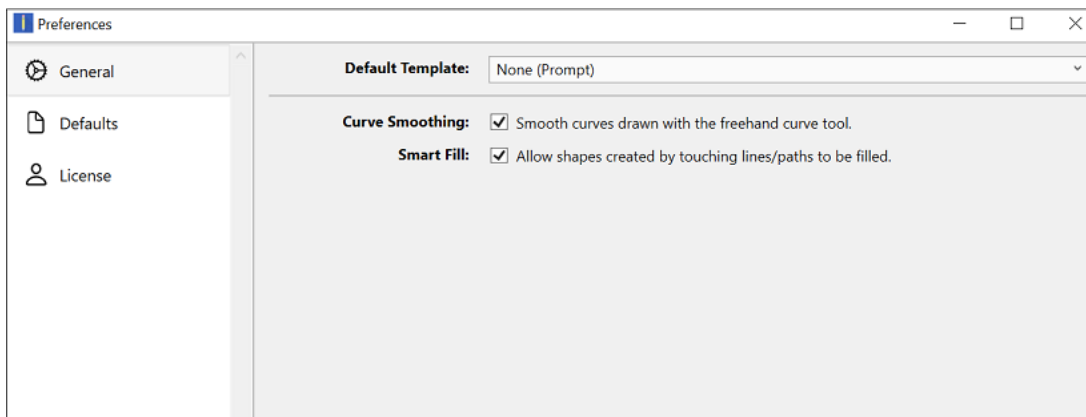 Preferences
General
Defaults
License
Default Template: None (Prompt)
Curve Smoothing: Smooth curves drawn with the freehand curve tool.
Smart Fill: Allow shapes created by touching lines/paths to be filled.